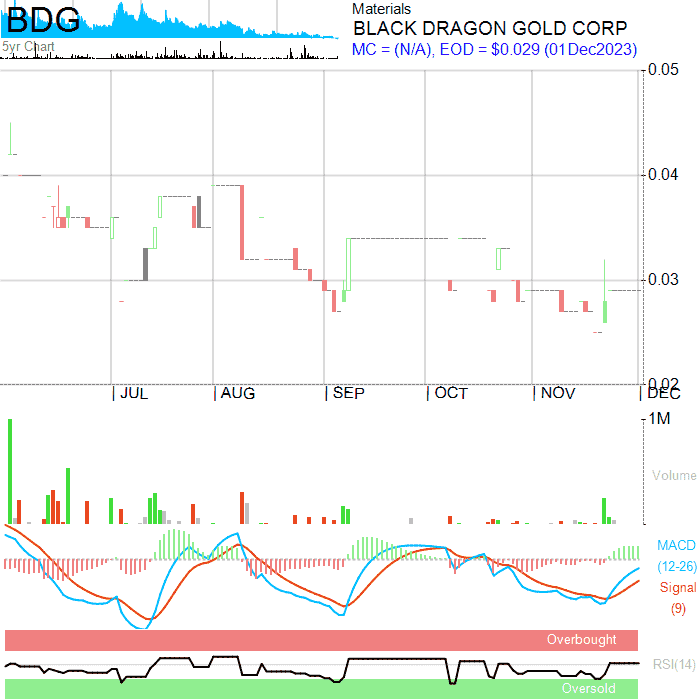 BDG
5yr Chart
Materials
BLACK DRAGON GOLD CORP
MC = (N/A), EOD = $0.029 (01Dec2023)
0.05
0.04
0.03
0.02
JUL
AUG
SEP
OCT
NOV
DEC
1M
Volume
MACD
(12-26)
Signal
(9)
Overbought
RSI(14)
Oversold